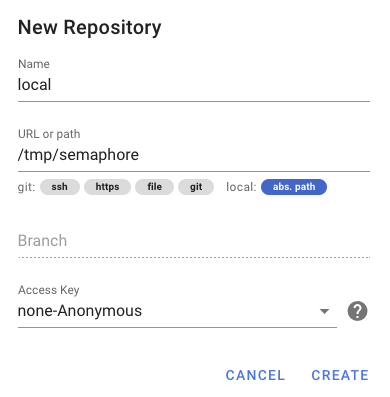 New Repository
Name
local
URL or path
/tmp/semaphore
git: ssh https file git local: abs. path
Branch
Access Key
none-Anonymous
?
CANCEL CREATE